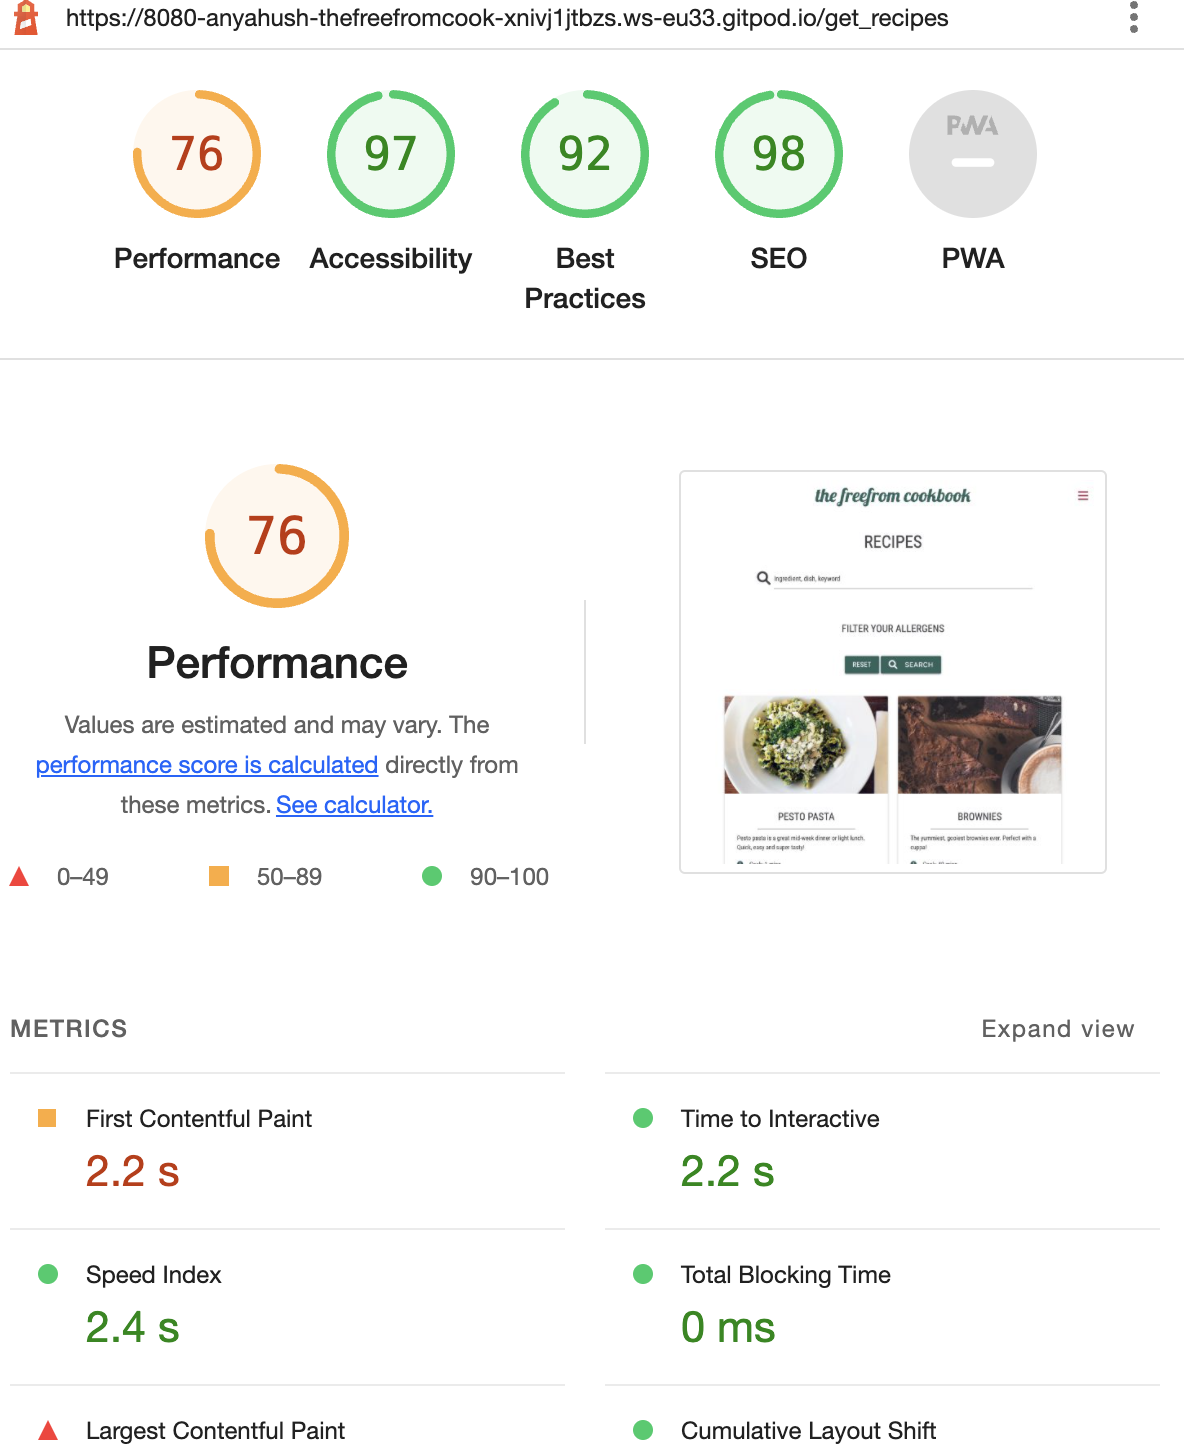 https://8080-anyahush-thefreefromcook-xnivj1jtbzs.ws-eu33.gitpod.io/get_recipes
76 97 92 98 PWA
Performance Accessibility Best Practices SEO PWA
76
Performance
Values are estimated and may vary. The
performance score is calculated directly from
these metrics. See calculator.
0–49 50–89 90–100
the freefrom cookbook
RECIPES
Ingredient, dish, keyword
FILTER YOUR ALLERGENS
RESET SEARCH
PESTO PASTA
Pesto pasta is a great mid-week dinner or light lunch.
Quick, easy and super tasty!
BROWNIES
The yummiest, gooiest brownies ever. Perfect with a
cuppa!
METRICS Expand view
First Contentful Paint
2.2 s
Time to Interactive
2.2 s
Speed Index
2.4 s
Total Blocking Time
0 ms
Largest Contentful Paint
Cumulative Layout Shift